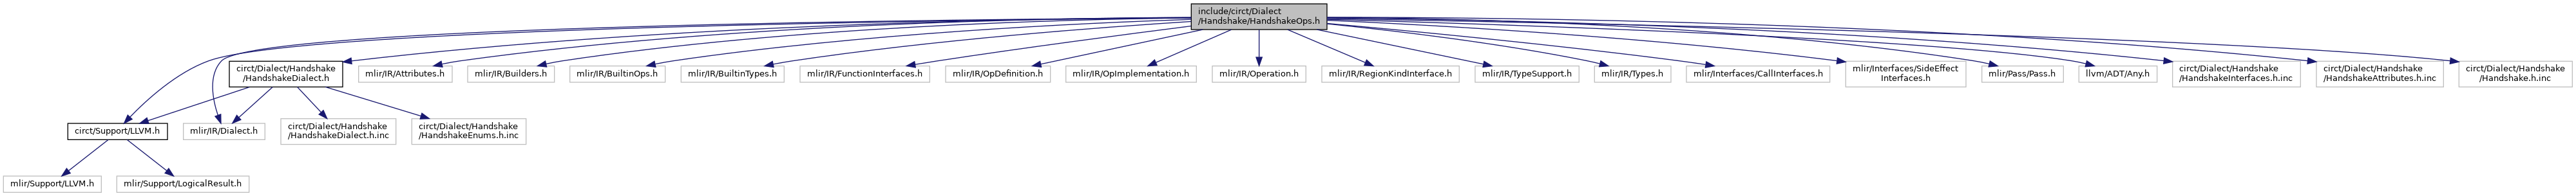 include/circt/Dialect
/Handshake/HandshakeOps.h
circt/Dialect/Handshake
/HandshakeDialect.h
mlir/IR/Attributes.h
mlir/IR/Builders.h
mlir/IR/BuiltinOps.h
mlir/IR/BuiltinTypes.h
mlir/IR/FunctionInterfaces.h
mlir/IR/OpDefinition.h
mlir/IR/OpImplementation.h
mlir/IR/Operation.h
mlir/IR/RegionKindInterface.h
mlir/IR/TypeSupport.h
mlir/IR/Types.h
mlir/Interfaces/CallInterfaces.h
mlir/Interfaces/SideEffect
Interfaces.h
mlir/Pass/Pass.h
llvm/ADT/Any.h
circt/Dialect/Handshake
/HandshakeInterfaces.h.inc
circt/Dialect/Handshake
/HandshakeAttributes.h.inc
circt/Dialect/Handshake
/Handshake.h.inc
circt/Support/LLVM.h
mlir/IR/Dialect.h
circt/Dialect/Handshake
/HandshakeDialect.h.inc
circt/Dialect/Handshake
/HandshakeEnums.h.inc
mlir/Support/LLVM.h
mlir/Support/LogicalResult.h